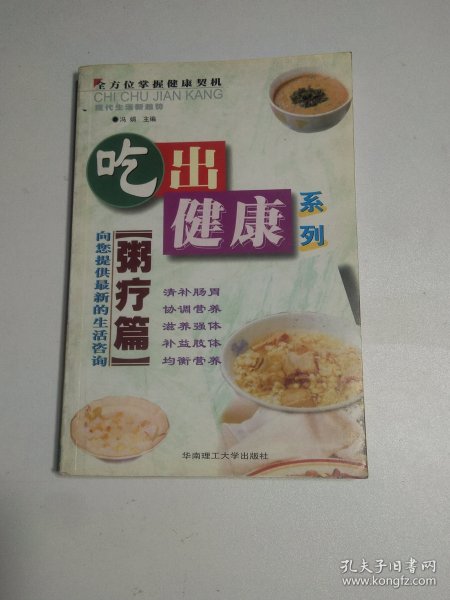 全方位掌握健康契机
CHI CHU JIAN KANG
现代生活新趋势
●冯娟 主编
吃出
健康
系列
【粥疗篇】
向您提供最新的生活咨询
清补肠胃
协调营养
滋养强体
补益肢体
均衡营养
华南理工大学出版社
孔夫子旧书网
www.kongfz.com